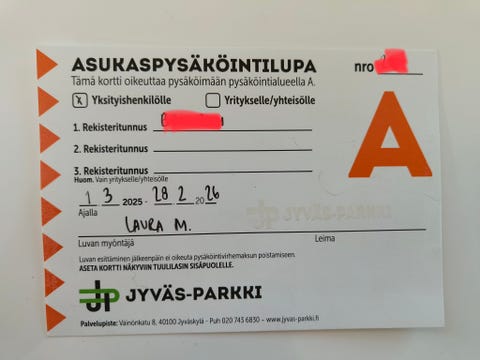 ASUKASPYSÄKÖINTILUPA
nro
Tämä kortti oikeuttaa pysäköimään pysäköintialueella A.
X Yksityishenkilölle Yritykselle/yhteisölle
A
1. Rekisteritunnus
2. Rekisteritunnus
3. Rekisteritunnus
Huom. Vain yritykselle/yhteisölle
1 3 2025 - 28 2 2026
Ajalla
JP JYVÄS-PARKKI
LAURA M.
Luvan myöntäjä Leima
Luvan esittäminen jälkeenpäin ei oikeuta pysäköintivirhemaksun poistamiseen.
ASETA KORTTI NÄKYVIIN TUULILASIN SISÄPUOLELLE.
JP JYVÄS-PARKKI
Palvelupiste: Väinönkatu 8, 40100 Jyväskylä - Puh 020 743 6830 – www.jyvas-parkki.fi